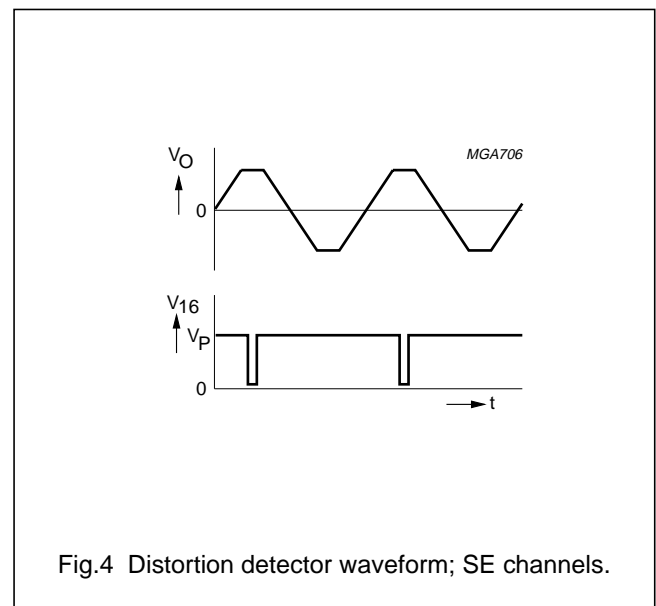 MGA706
VO
0
V16
VP
0
t
Fig.4 Distortion detector waveform; SE channels.